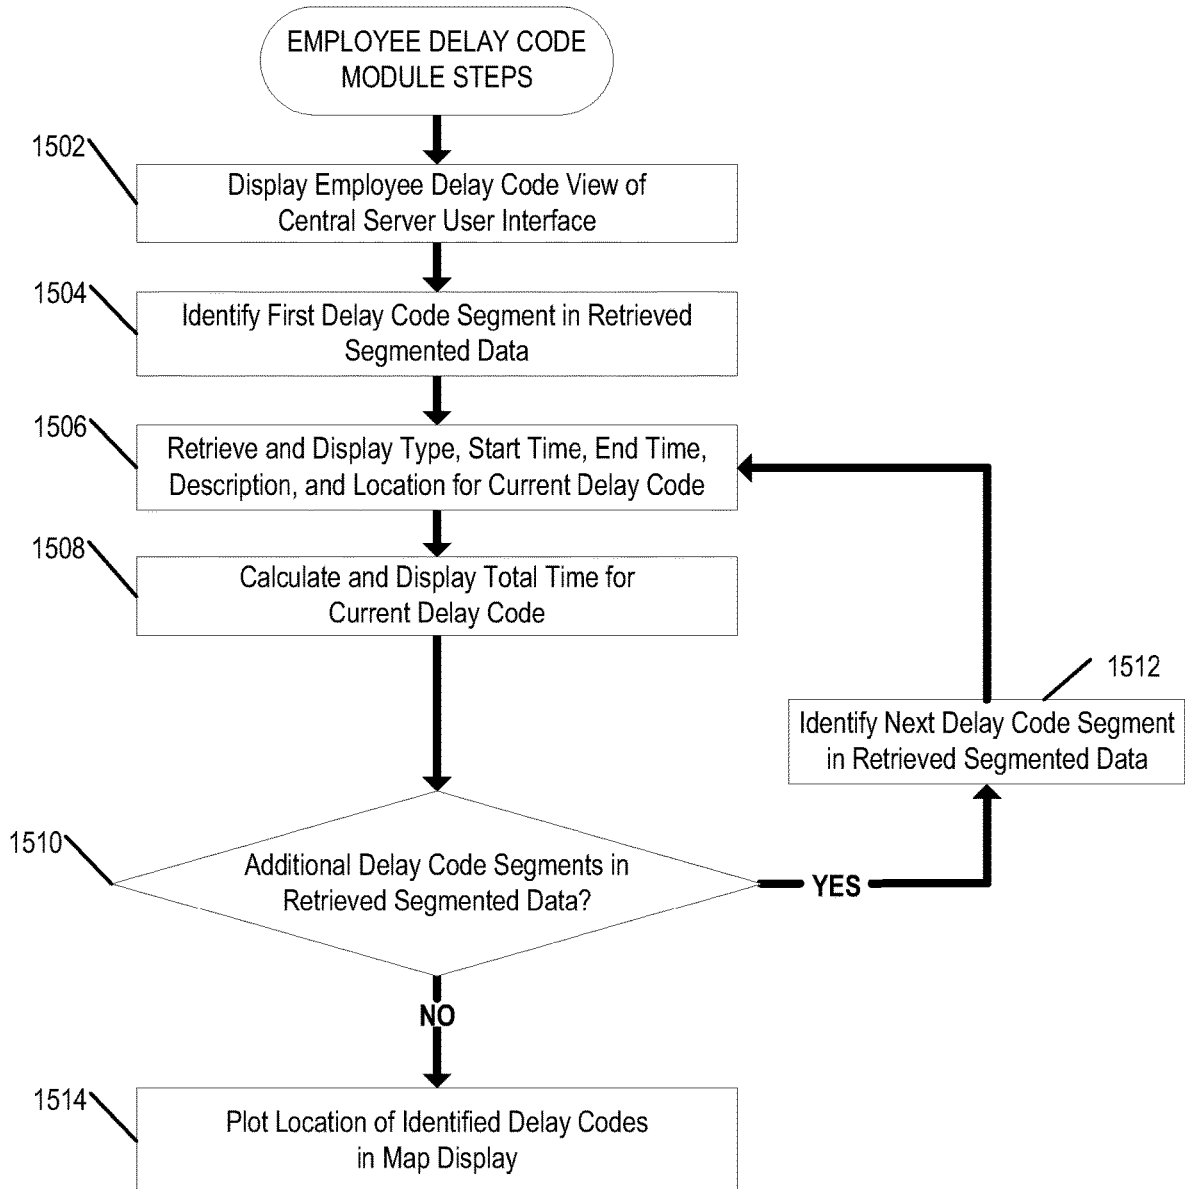 EMPLOYEE DELAY CODE
MODULE STEPS
1502
Display Employee Delay Code View of
Central Server User Interface
1504
Identify First Delay Code Segment in Retrieved
Segmented Data
1506
Retrieve and Display Type, Start Time, End Time,
Description, and Location for Current Delay Code
1508
Calculate and Display Total Time for
Current Delay Code
1512
Identify Next Delay Code Segment
in Retrieved Segmented Data
1510
Additional Delay Code Segments in
Retrieved Segmented Data?
YES
NO
1514
Plot Location of Identified Delay Codes
in Map Display